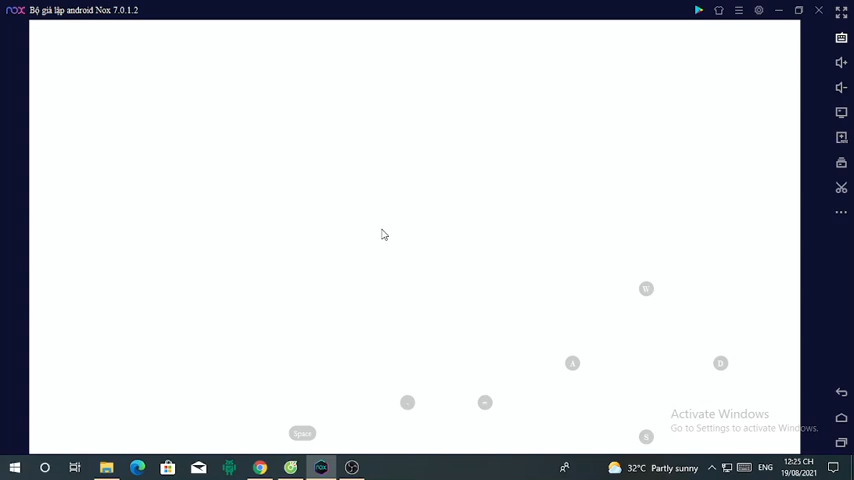 nox Bộ giả lập android Nox 7.0.1.2
W
A D
Space
S
Activate Windows
Go to Settings to activate Windows.
nox
32°C Partly sunny
ENG
12:25 CH
19/08/2021